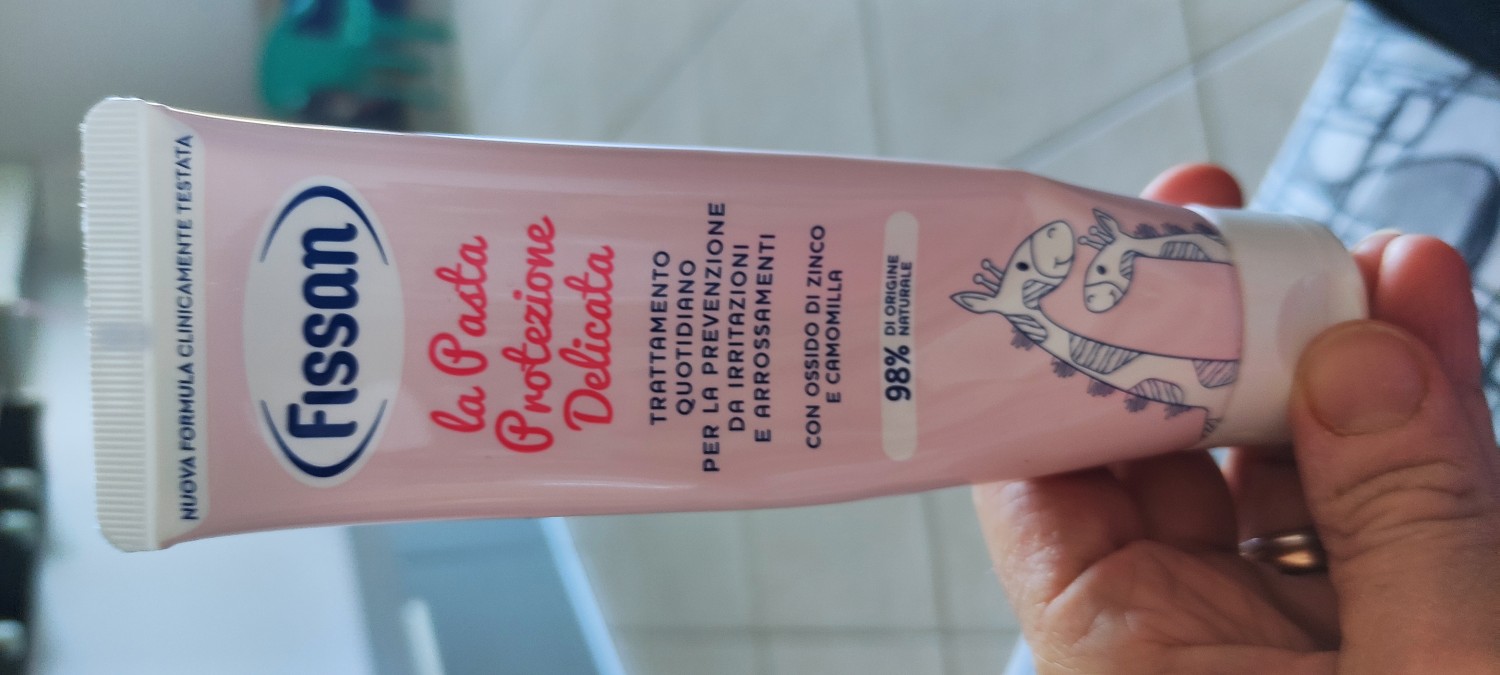 NUOVA FORMULA CLINICAMENTE TESTATA
Fissan
la Pasta
Protezione
Delicata
TRATTAMENTO
QUOTIDIANO
PER LA PREVENZIONE
DA IRRITAZIONI
E ARROSSAMENTI
CON OSSIDO DI ZINCO
E CAMOMILLA
98% DI ORIGINE
NATURALE